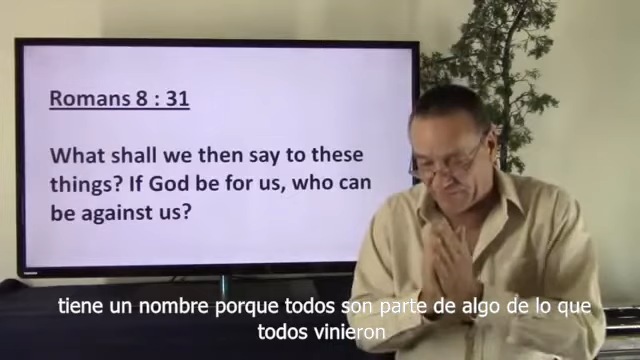 Romans 8 : 31
What shall we then say to these
things? If God be for us, who can
be against us?
tiene un nombre porque todos son parte de algo de lo que
todos vinieron